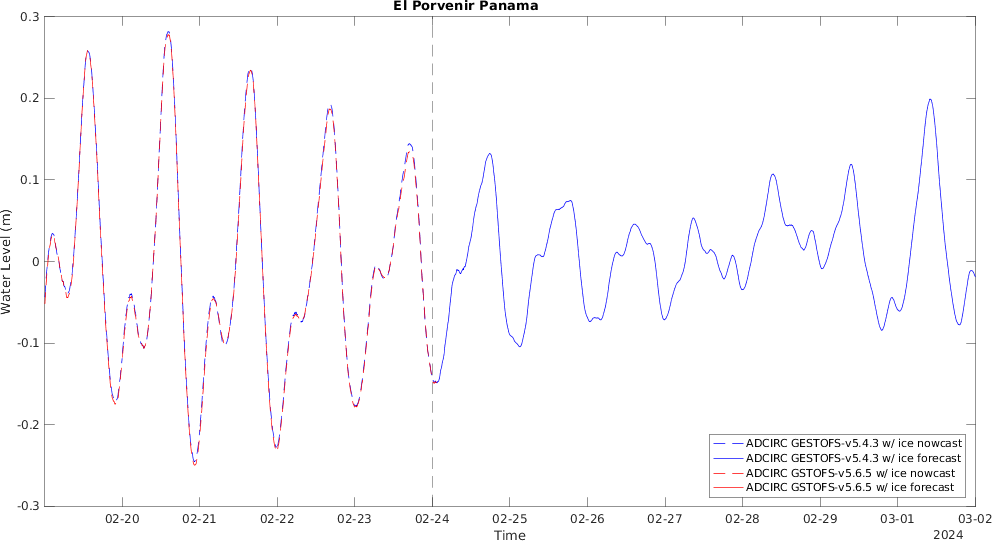 El Porvenir Panama
0.3
0.2
0.1
0
-0.1
-0.2
-0.3
Water Level (m)
ADCIRC GESTOFS-v5.4.3 w/ ice nowcast
ADCIRC GESTOFS-v5.4.3 w/ ice forecast
ADCIRC GSTOFS-v5.6.5 w/ ice nowcast
ADCIRC GSTOFS-v5.6.5 w/ ice forecast
02-20 02-21 02-22 02-23 02-24 02-25 02-26 02-27 02-28 02-29 03-01 03-02
Time
2024